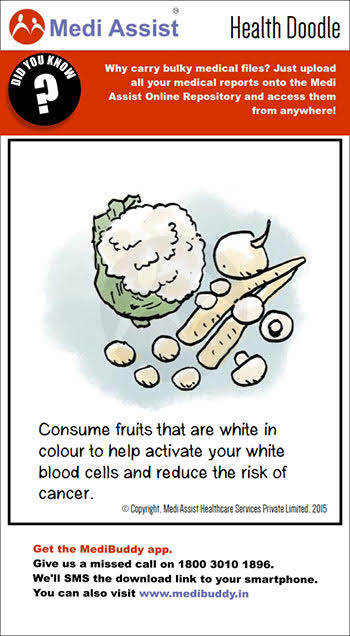 Medi Assist
Health Doodle
DID YOU KNOW
?
Why carry bulky medical files? Just upload
all your medical reports onto the Medi
Assist Online Repository and access them
from anywhere!
Consume fruits that are white in
colour to help activate your white
blood cells and reduce the risk of
cancer.
© Copyright, Medi Assist Healthcare Services Private Limited, 2015
Get the MediBuddy app.
Give us a missed call on 1800 3010 1896.
We'll SMS the download link to your smartphone.
You can also visit www.medibuddy.in